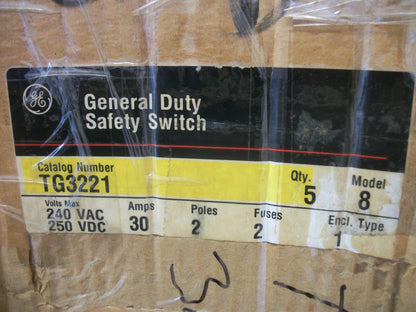 GE
General Duty
Safety Switch
Catalog Number Qty. Model
TG3221 5 8
Volts Max Amps Poles Fuses Encl. Type
240 VAC 30 2 2 1
250 VDC